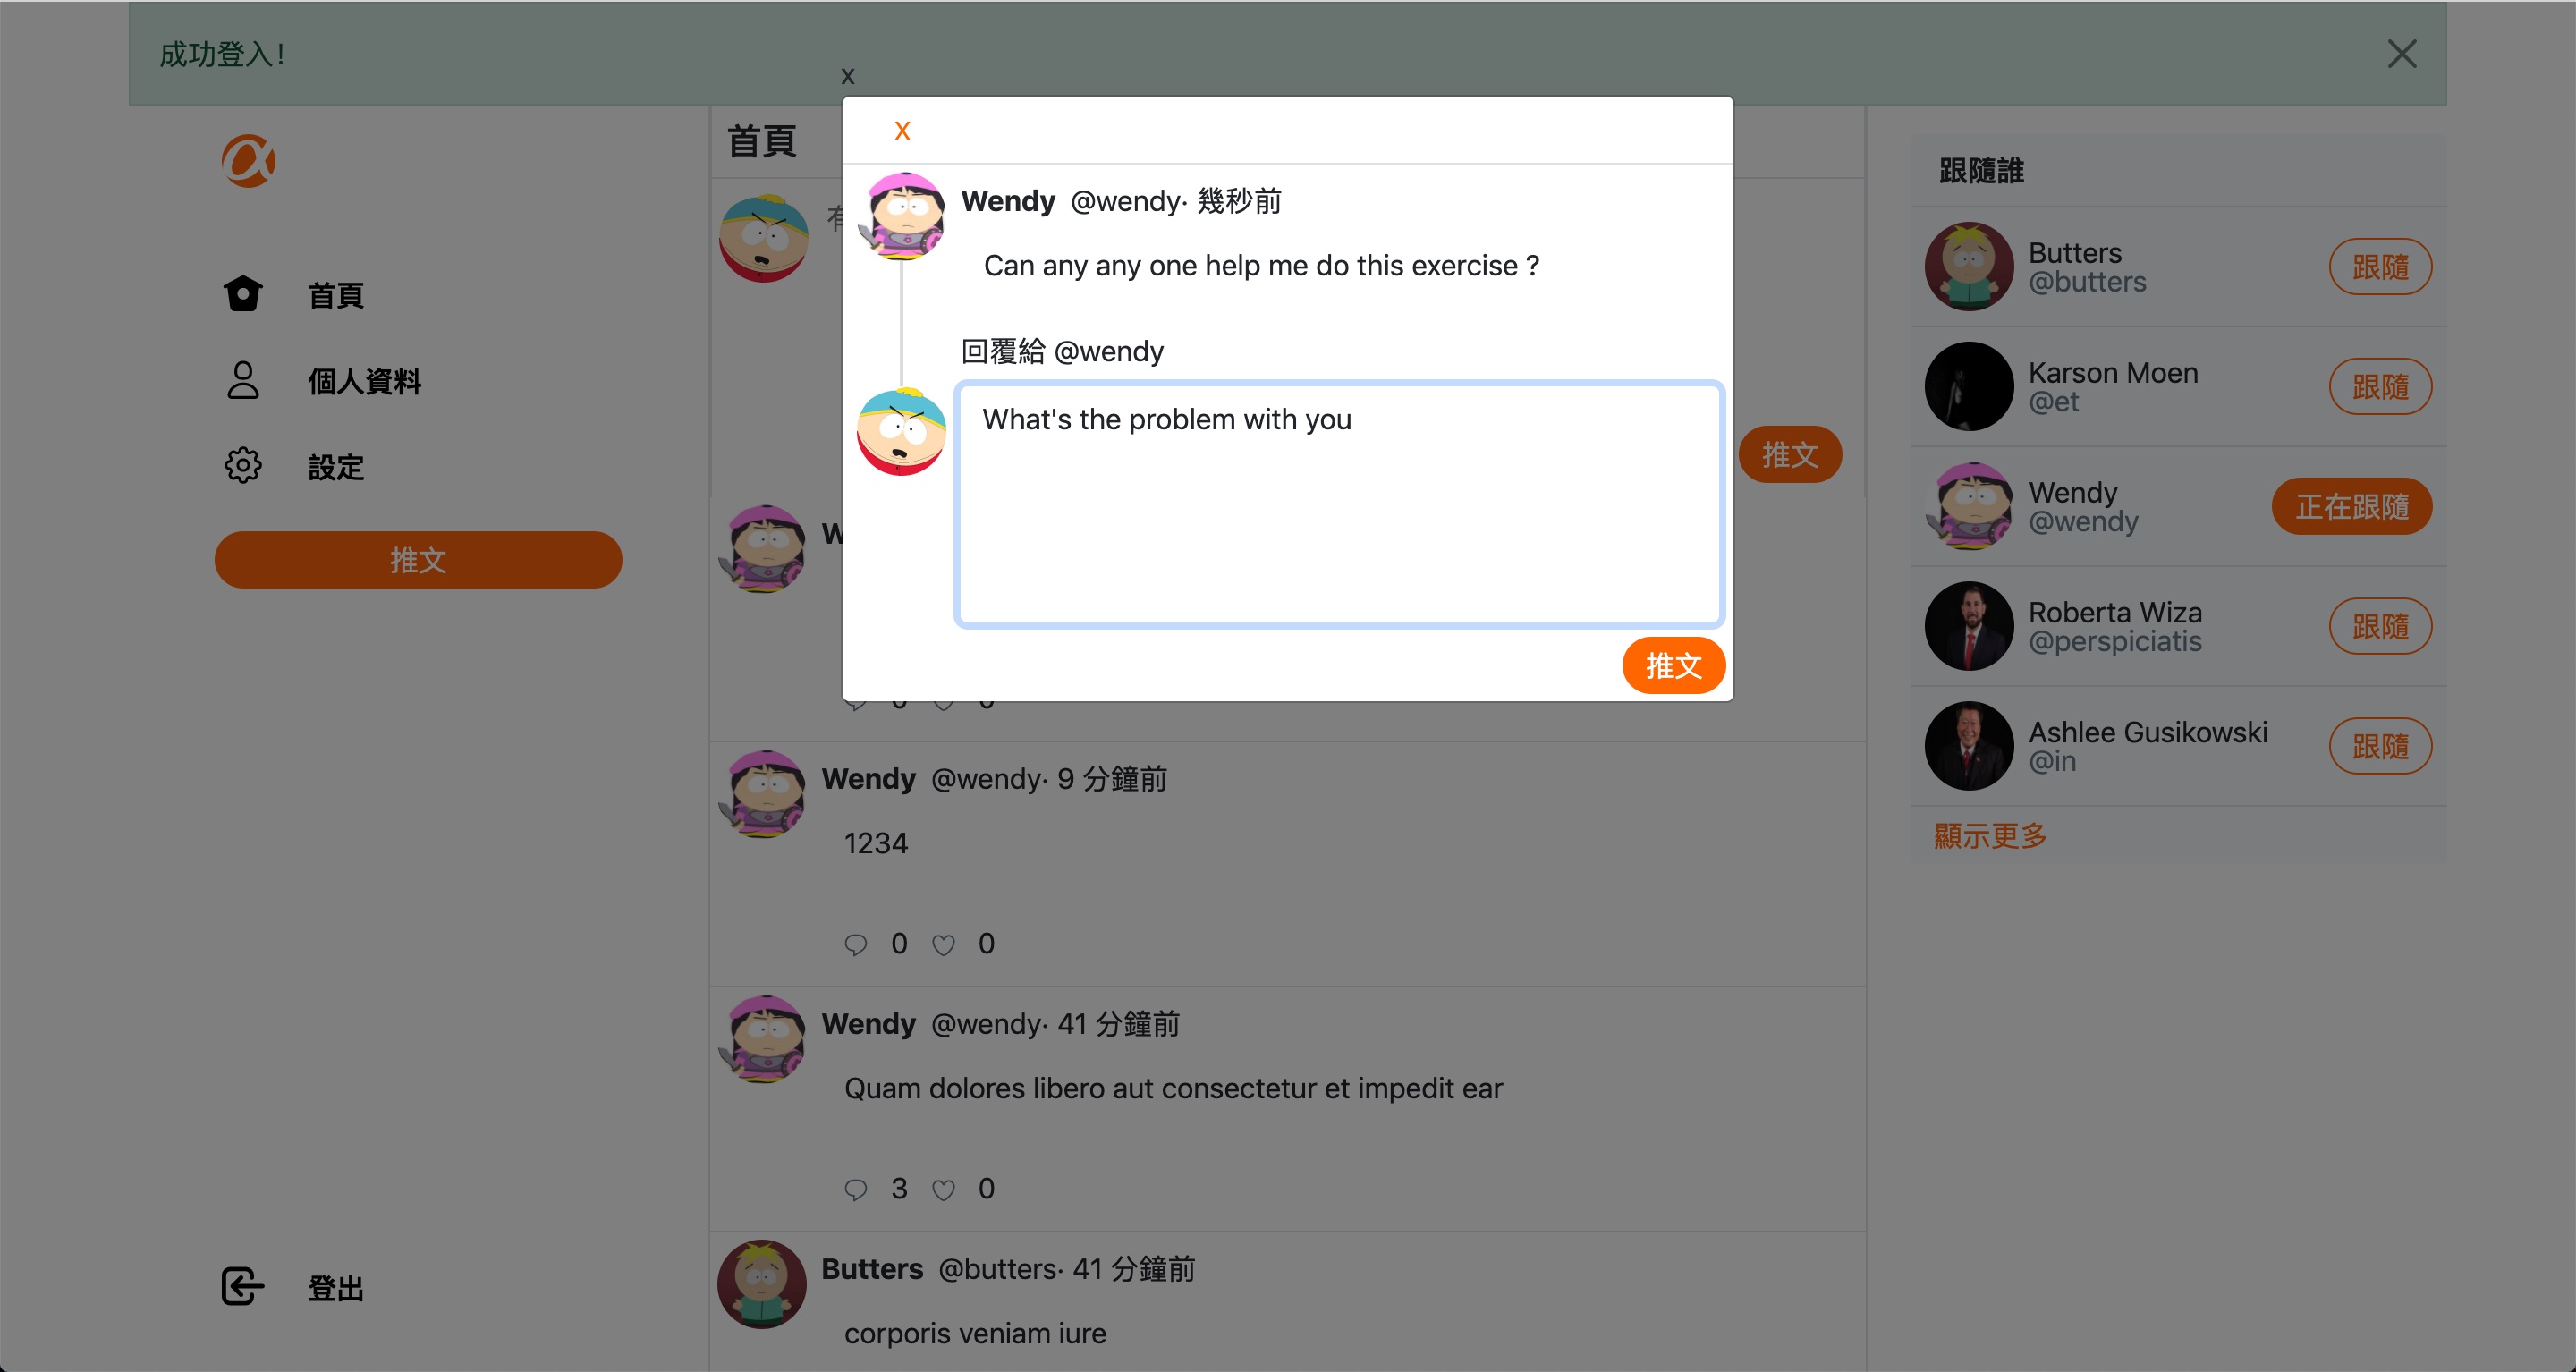 成功登入!
x
首頁
個人資料
設定
推文
登出
首頁
有
推文
x
Wendy @wendy· 幾秒前
Can any any one help me do this exercise ?
回覆給 @wendy
What's the problem with you
推文
W
0 0
Wendy @wendy· 9 分鐘前
1234
0 0
Wendy @wendy· 41 分鐘前
Quam dolores libero aut consectetur et impedit ear
3 0
Butters @butters· 41 分鐘前
corporis veniam iure
跟隨誰
Butters
@butters
跟隨
Karson Moen
@et
跟隨
Wendy
@wendy
正在跟隨
Roberta Wiza
@perspiciatis
跟隨
Ashlee Gusikowski
@in
跟隨
顯示更多